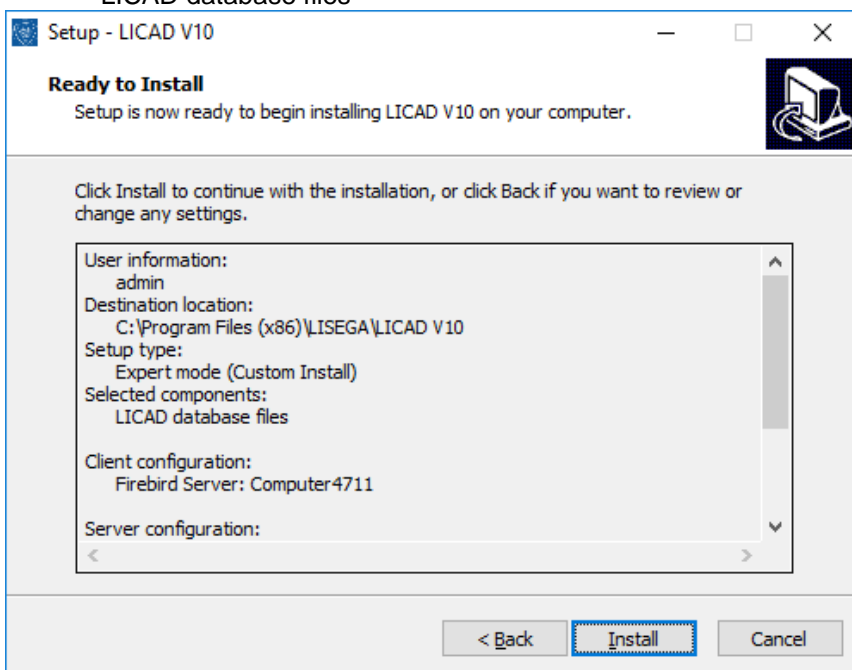 LICAD database files
Setup - LICAD V10
Ready to Install
Setup is now ready to begin installing LICAD V10 on your computer.
Click Install to continue with the installation, or click Back if you want to review or
change any settings.
User information:
admin
Destination location:
C:\Program Files (x86)\LISEGA\LICAD V10
Setup type:
Expert mode (Custom Install)
Selected components:
LICAD database files
Client configuration:
Firebird Server: Computer4711
Server configuration:
< Back Install Cancel